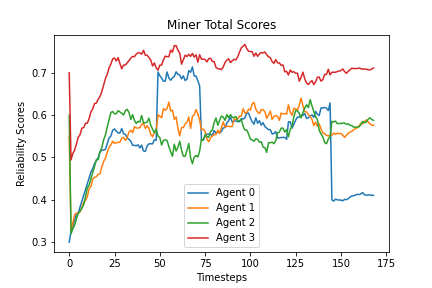 Miner Total Scores
Reliability Scores
0.7
0.6
0.5
0.4
0.3
Agent 0
Agent 1
Agent 2
Agent 3
0 25 50 75 100 125 150 175
Timesteps